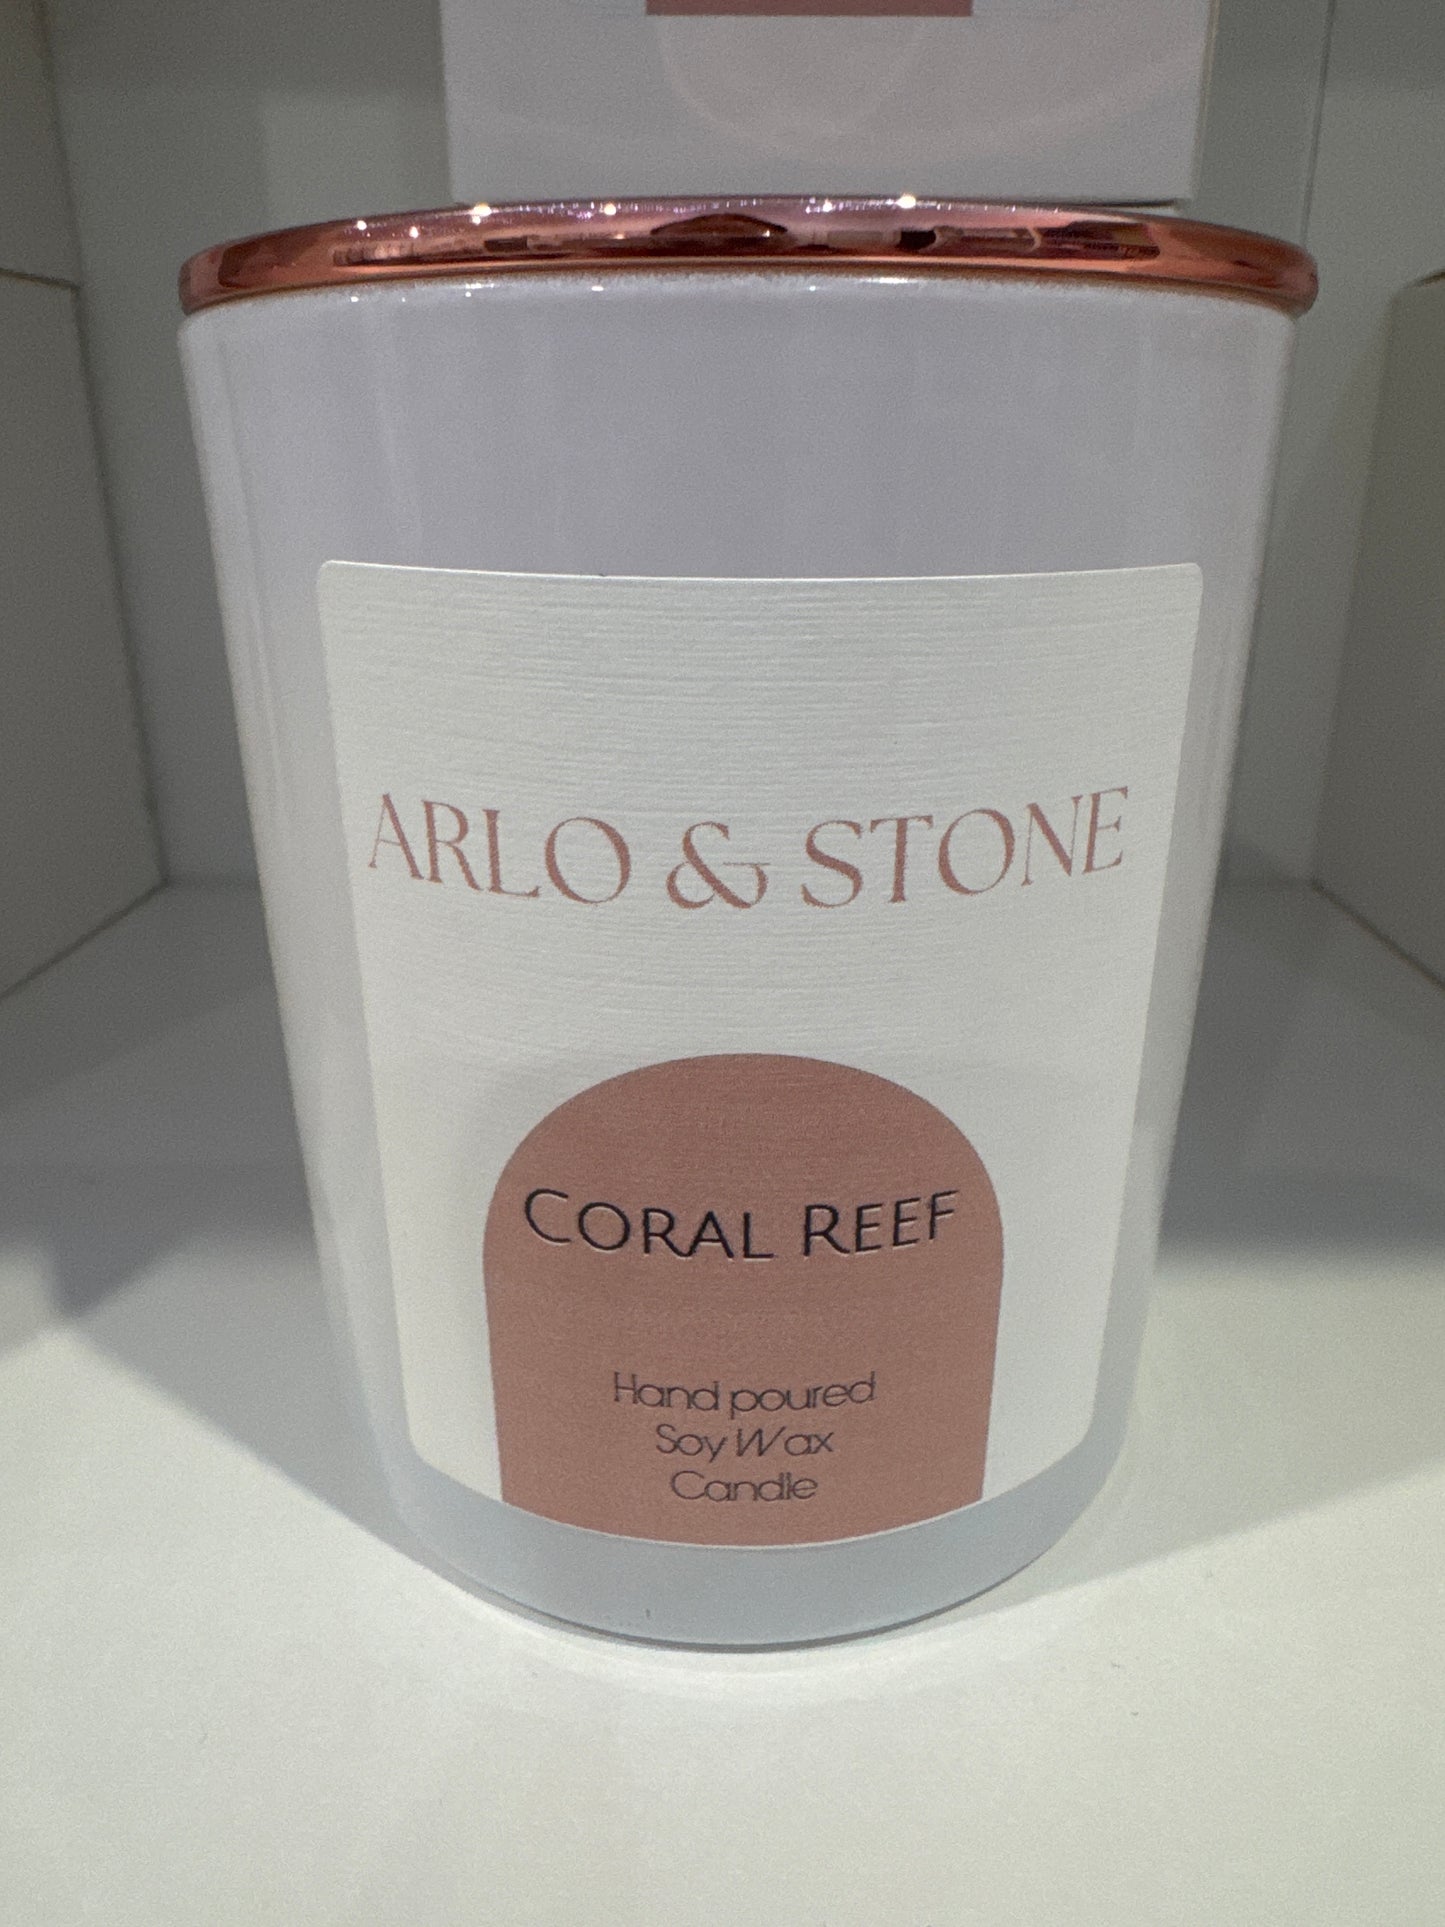 ARLO & STONE
CORAL REEF
Hand poured
Soy Wax
Candle